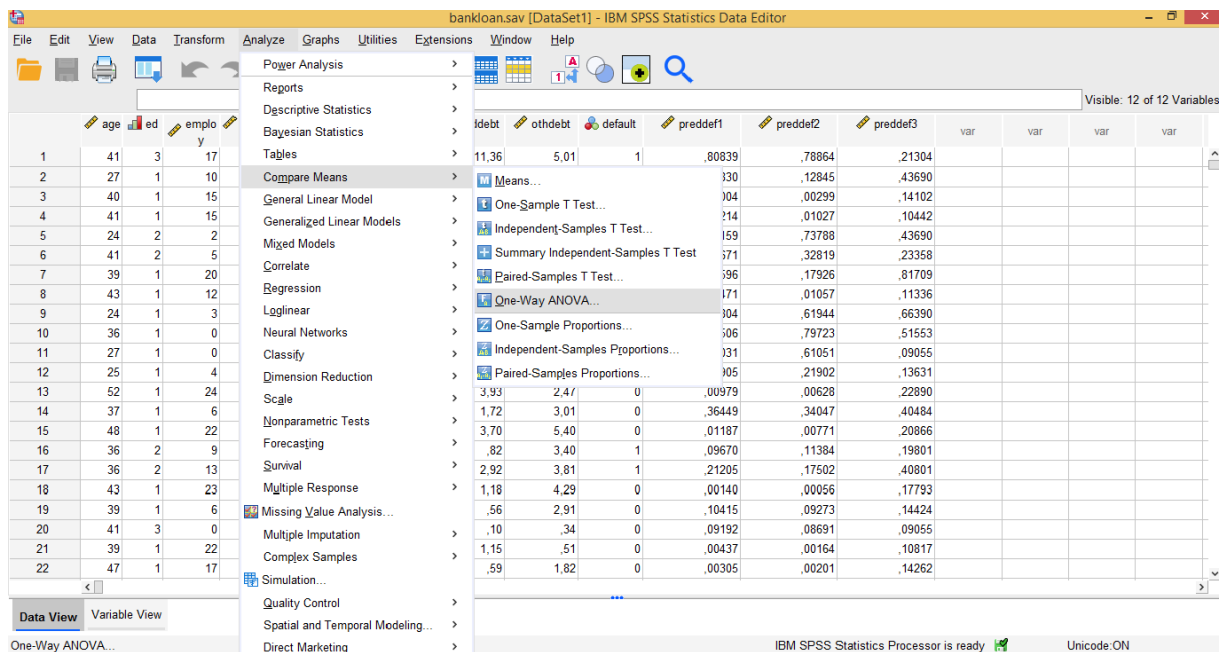 bankloan.sav [DataSet1] - IBM SPSS Statistics Data Editor
File Edit View Data Transform Analyze Graphs Utilities Extensions Window Help
Visible: 12 of 12 Variables
age ed employ debt othdebt default preddef1 preddef2 preddef3 var var var var
1 41 3 17 11,36 5,01 1 ,80839 ,78864 ,21304
2 27 1 10 330 ,12845 ,43690
3 40 1 15 004 ,00299 ,14102
4 41 1 15 214 ,01027 ,10442
5 24 2 2 159 ,73788 ,43690
6 41 2 5 671 ,32819 ,23358
7 39 1 20 596 ,17926 ,81709
8 43 1 12 471 ,01057 ,11336
9 24 1 3 304 ,61944 ,66390
10 36 1 0 506 ,79723 ,51553
11 27 1 0 031 ,61051 ,09055
12 25 1 4 905 ,21902 ,13631
13 52 1 24 3,93 2,47 0 ,00979 ,00628 ,22890
14 37 1 6 1,72 3,01 0 ,36449 ,34047 ,40484
15 48 1 22 3,70 5,40 0 ,01187 ,00771 ,20866
16 36 2 9 ,82 3,40 1 ,09670 ,11384 ,19801
17 36 2 13 2,92 3,81 1 ,21205 ,17502 ,40801
18 43 1 23 1,18 4,29 0 ,00140 ,00056 ,17793
19 39 1 6 ,56 2,91 0 ,10415 ,09273 ,14424
20 41 3 0 ,10 ,34 0 ,09192 ,08691 ,09055
21 39 1 22 1,15 ,51 0 ,00437 ,00164 ,10817
22 47 1 17 ,59 1,82 0 ,00305 ,00201 ,14262
Power Analysis
Reports
Descriptive Statistics
Bayesian Statistics
Tables
Compare Means
General Linear Model
Generalized Linear Models
Mixed Models
Correlate
Regression
Loglinear
Neural Networks
Classify
Dimension Reduction
Scale
Nonparametric Tests
Forecasting
Survival
Multiple Response
Missing Value Analysis...
Multiple Imputation
Complex Samples
Simulation...
Quality Control
Spatial and Temporal Modeling...
Direct Marketing
Means...
One-Sample T Test...
Independent-Samples T Test...
Summary Independent-Samples T Test
Paired-Samples T Test...
One-Way ANOVA...
One-Sample Proportions...
Independent-Samples Proportions...
Paired-Samples Proportions...
Data View Variable View
One-Way ANOVA... IBM SPSS Statistics Processor is ready Unicode:ON